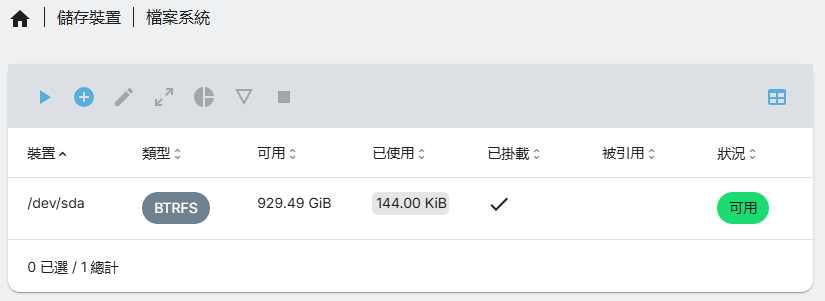 儲存裝置 檔案系統
裝置 類型 可用 已使用 已掛載 被引用 狀況
/dev/sda BTRFS 929.49 GiB 144.00 KiB 可用
0 已選 / 1 總計